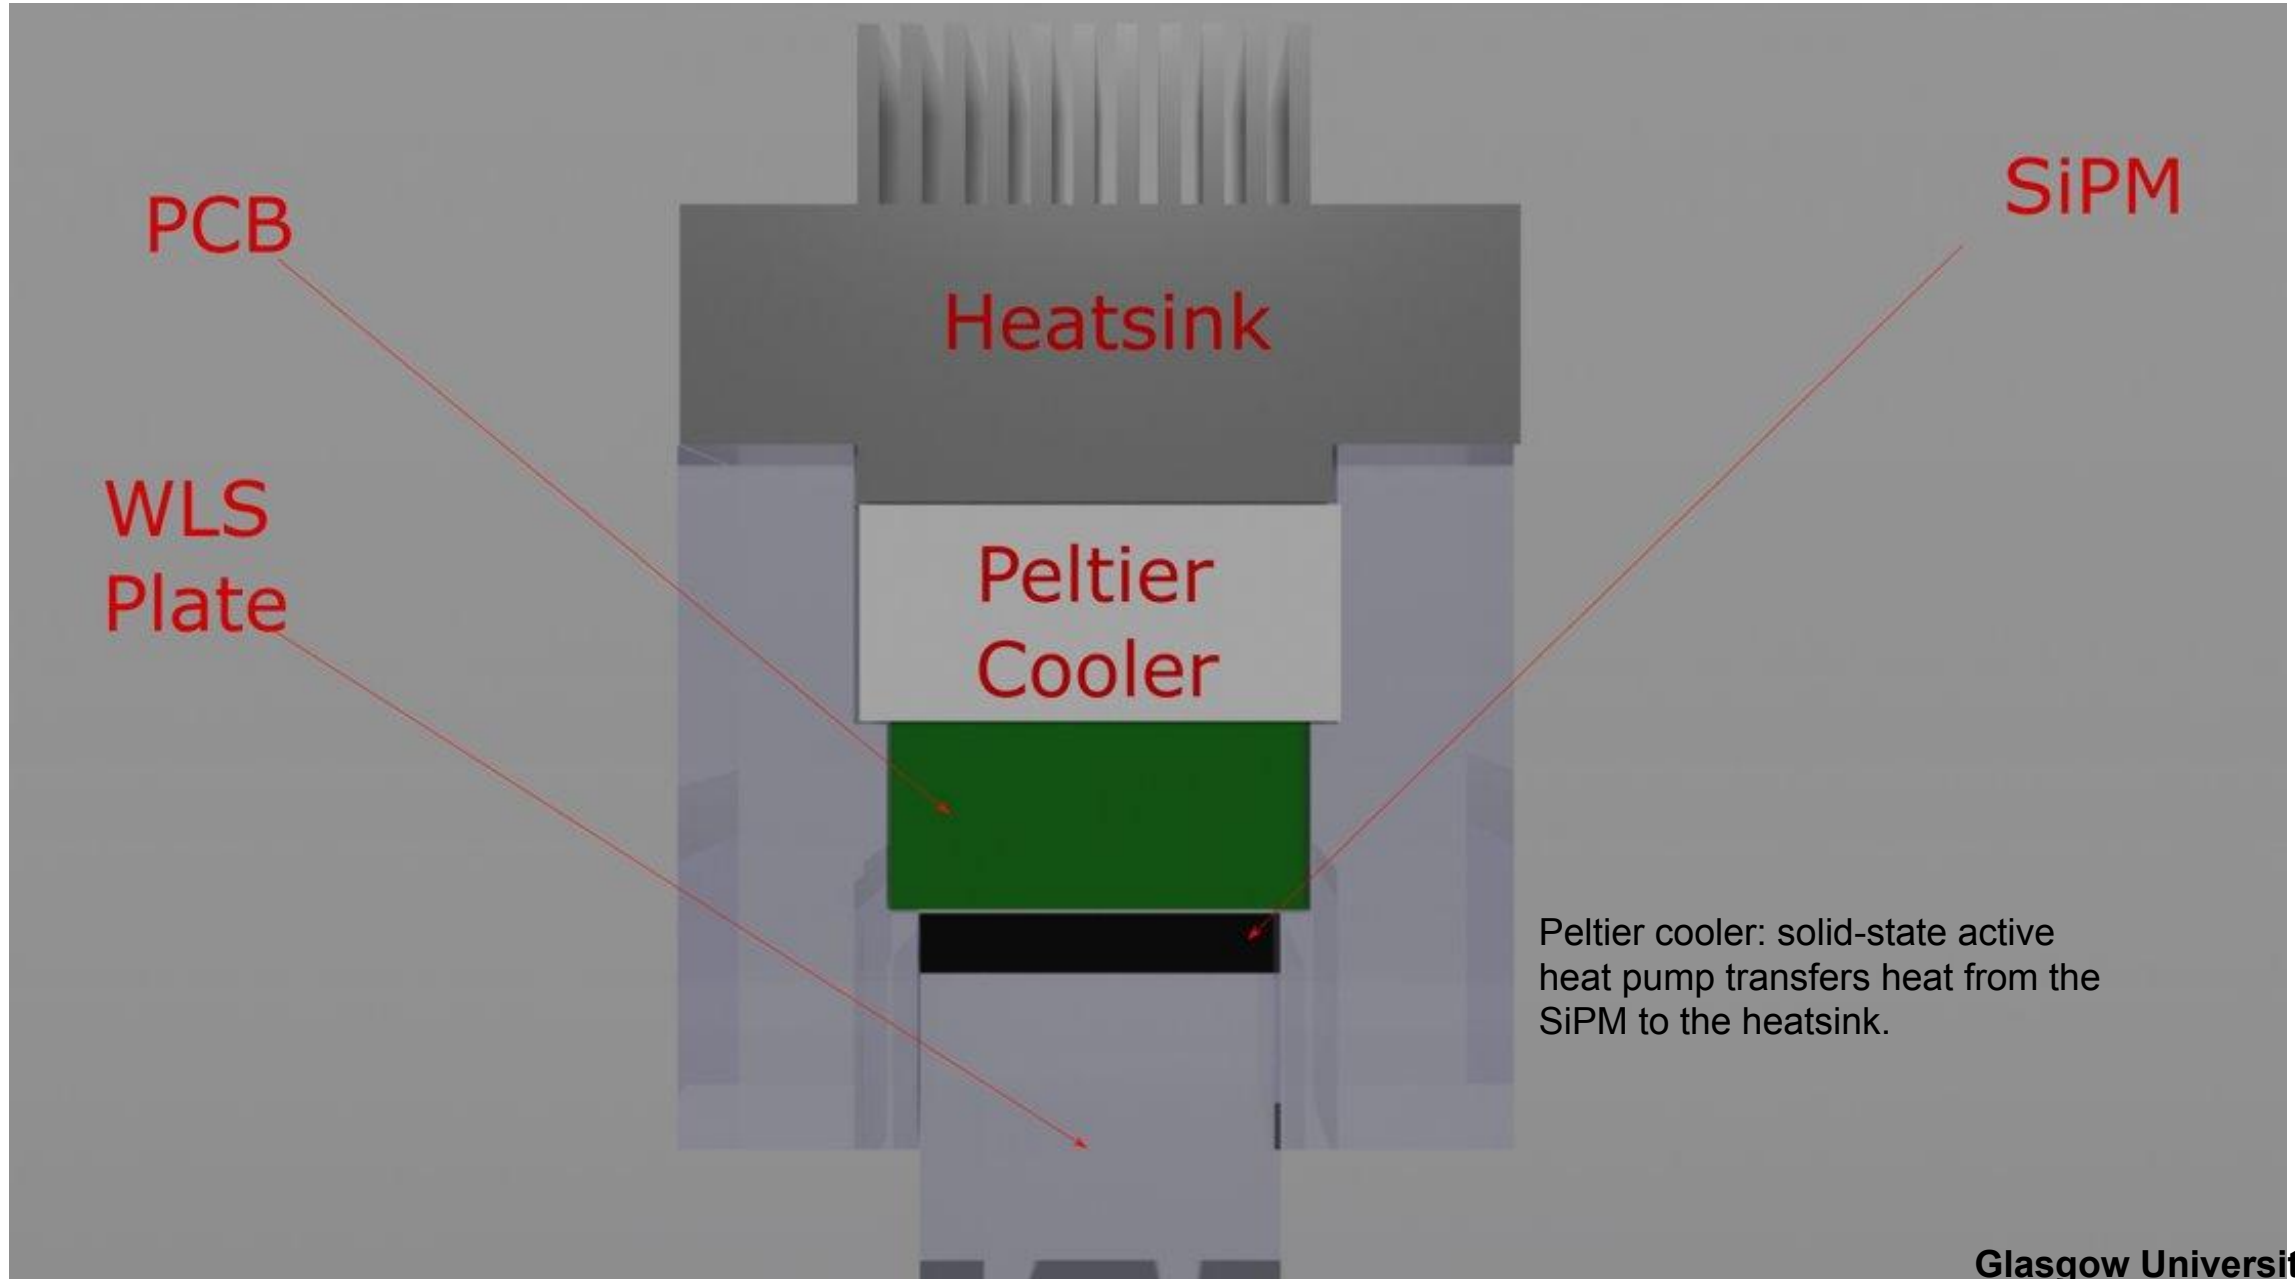 PCB
SiPM
Heatsink
WLS
Plate
Peltier
Cooler
Peltier cooler: solid-state active
heat pump transfers heat from the
SiPM to the heatsink.
Glasgow Universit